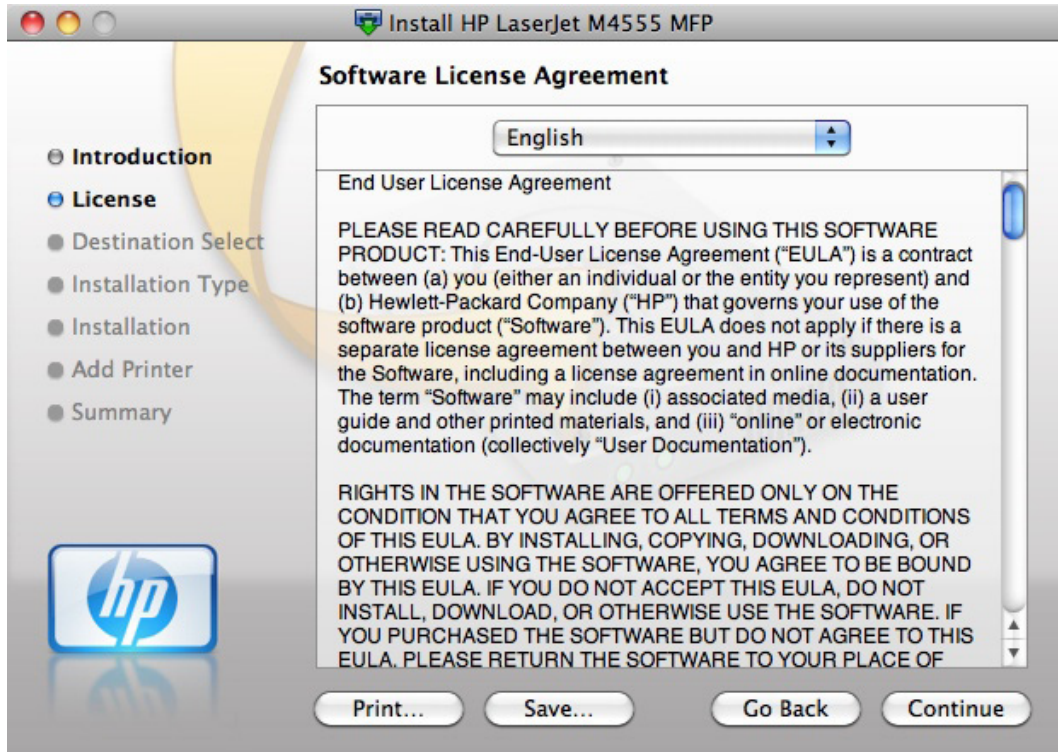 Install HP LaserJet M4555 MFP
Software License Agreement
Introduction
License
Destination Select
Installation Type
Installation
Add Printer
Summary
hp
English
End User License Agreement
PLEASE READ CAREFULLY BEFORE USING THIS SOFTWARE
PRODUCT: This End-User License Agreement (“EULA”) is a contract
between (a) you (either an individual or the entity you represent) and
(b) Hewlett-Packard Company (“HP”) that governs your use of the
software product (“Software”). This EULA does not apply if there is a
separate license agreement between you and HP or its suppliers for
the Software, including a license agreement in online documentation.
The term “Software” may include (i) associated media, (ii) a user
guide and other printed materials, and (iii) “online” or electronic
documentation (collectively “User Documentation”).
RIGHTS IN THE SOFTWARE ARE OFFERED ONLY ON THE
CONDITION THAT YOU AGREE TO ALL TERMS AND CONDITIONS
OF THIS EULA. BY INSTALLING, COPYING, DOWNLOADING, OR
OTHERWISE USING THE SOFTWARE, YOU AGREE TO BE BOUND
BY THIS EULA. IF YOU DO NOT ACCEPT THIS EULA, DO NOT
INSTALL, DOWNLOAD, OR OTHERWISE USE THE SOFTWARE. IF
YOU PURCHASED THE SOFTWARE BUT DO NOT AGREE TO THIS
EULA, PLEASE RETURN THE SOFTWARE TO YOUR PLACE OF
Print... Save... Go Back Continue